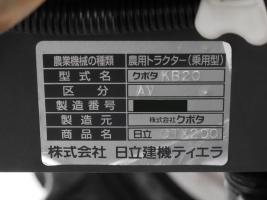 農業機械の種類 農用トラクター(乗用型)
型式名 クボタ KB20
区分 AV
製造番号
製造元 株式会社クボタ
商品名 日立
株式会社 日立建機ティエラ